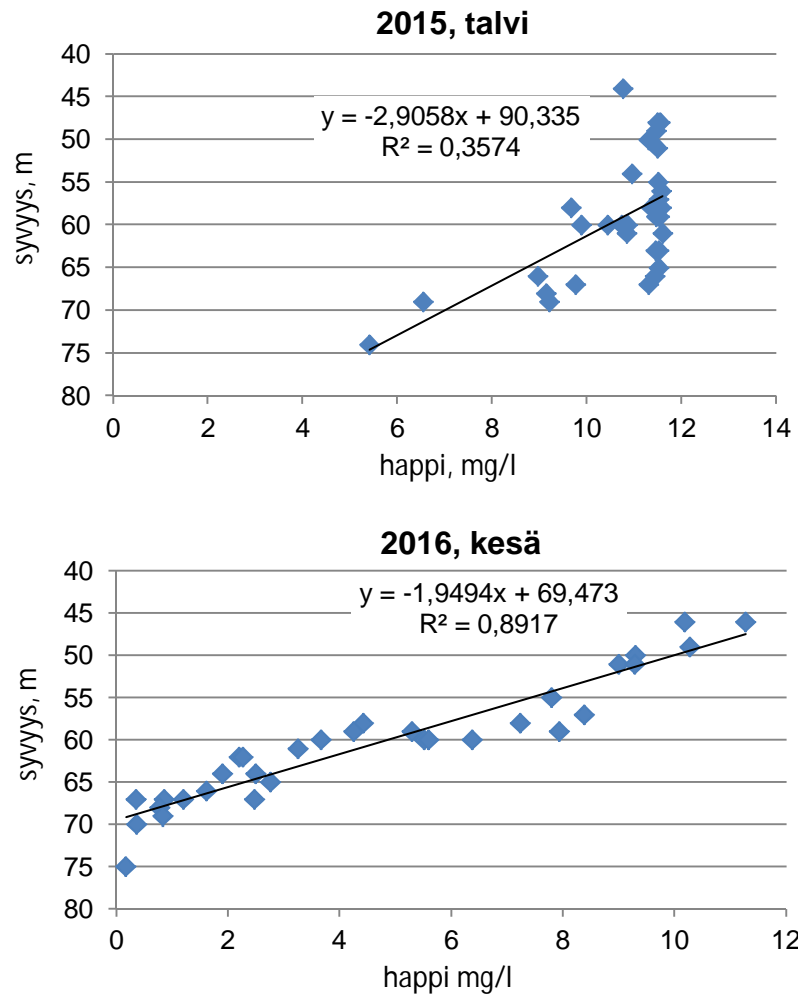 2015, talvi
40
45
50
55
60
65
70
75
80
syvyys, m
y = -2,9058x + 90,335
R² = 0,3574
0 2 4 6 8 10 12 14
happi, mg/l
2016, kesä
40
45
50
55
60
65
70
75
80
syvyys, m
y = -1,9494x + 69,473
R² = 0,8917
0 2 4 6 8 10 12
happi mg/l